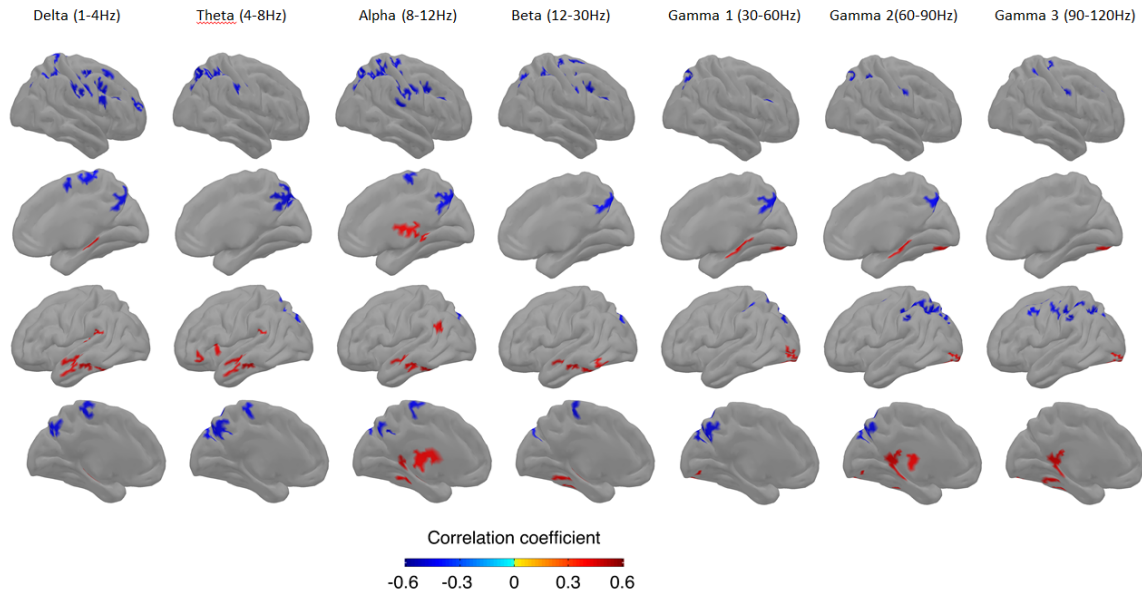 Delta (1-4Hz) Theta (4-8Hz) Alpha (8-12Hz) Beta (12-30Hz) Gamma 1 (30-60Hz) Gamma 2(60-90Hz) Gamma 3 (90-120Hz)
Correlation coefficient
-0.6 -0.3 0 0.3 0.6